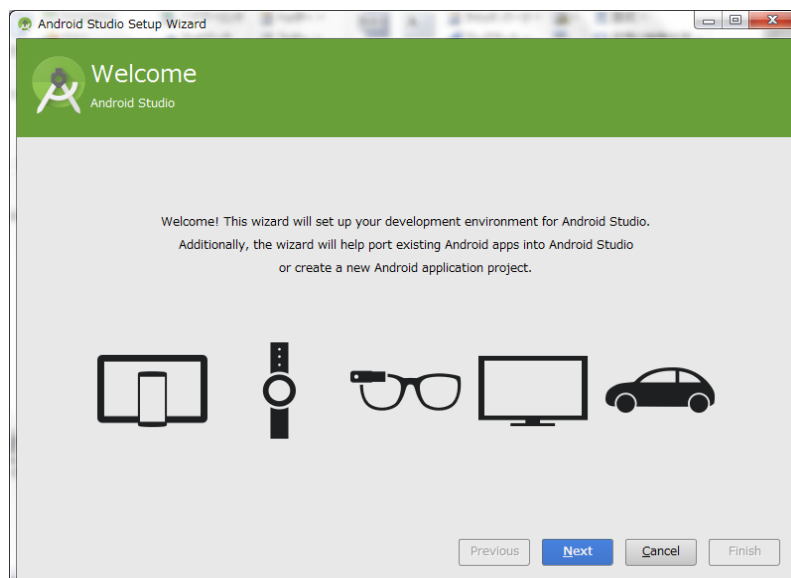 Android Studio Setup Wizard
Welcome
Android Studio
Welcome! This wizard will set up your development environment for Android Studio.
Additionally, the wizard will help port existing Android apps into Android Studio
or create a new Android application project.
Previous
Next
Cancel
Finish